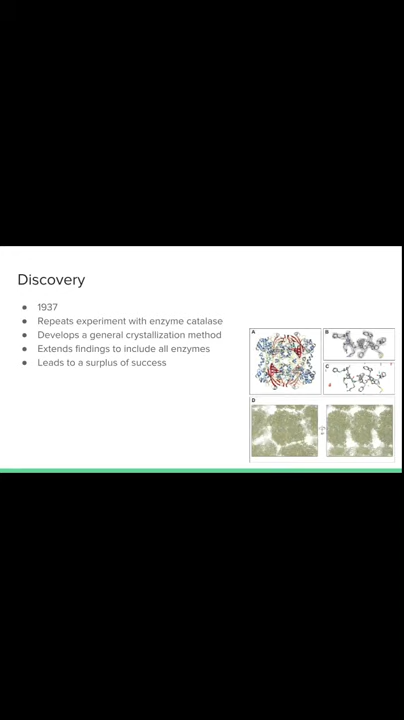 Discovery
1937
Repeats experiment with enzyme catalase
Develops a general crystallization method
Extends findings to include all enzymes
Leads to a surplus of success
A
B
C
D